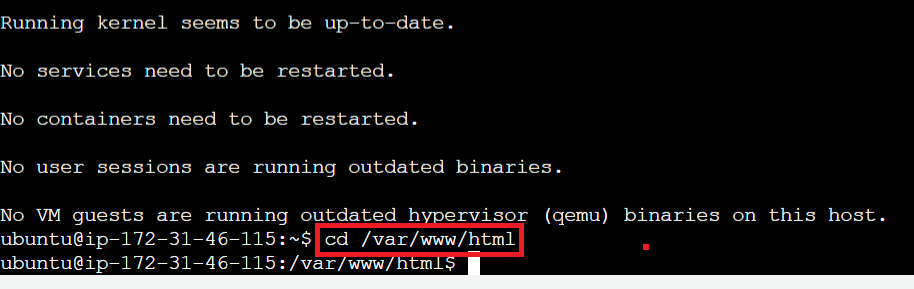 Running kernel seems to be up-to-date.
No services need to be restarted.
No containers need to be restarted.
No user sessions are running outdated binaries.
No VM guests are running outdated hypervisor (qemu) binaries on this host.
ubuntu@ip-172-31-46-115:~$ cd /var/www/html
ubuntu@ip-172-31-46-115:/var/www/html$